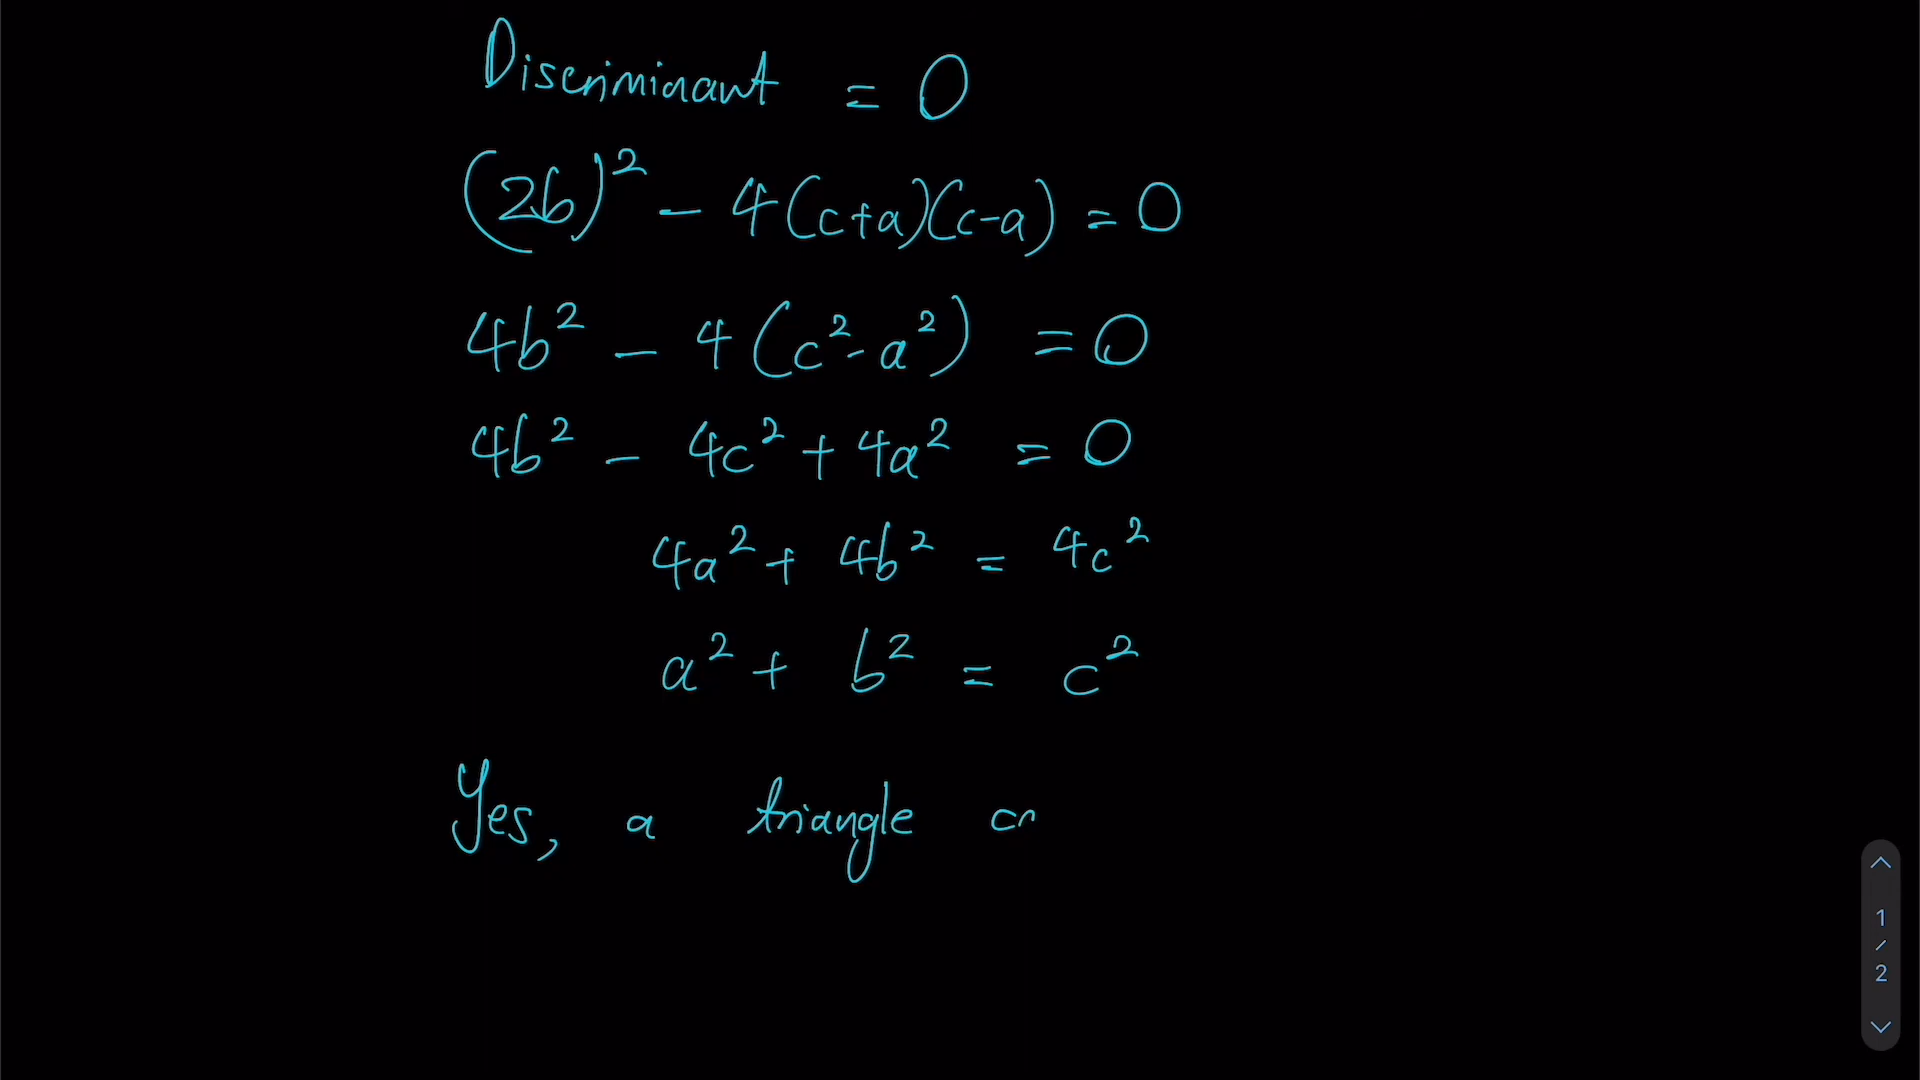 Discriminant = 0
(2b)² - 4(c+a)(c-a) = 0
4b² - 4(c²-a²) = 0
4b² - 4c² + 4a² = 0
4a² + 4b² = 4c²
a² + b² = c²
Yes, a triangle
1
/
2